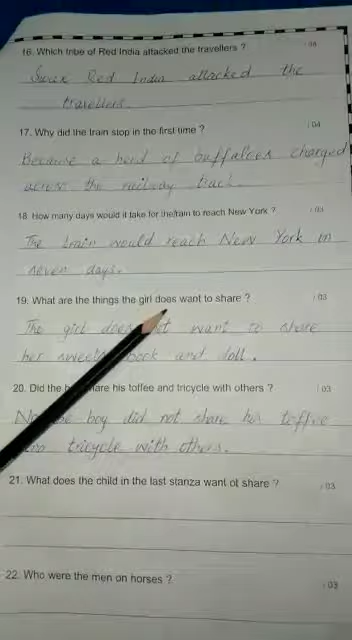 16. Which tribe of Red India attacked the travellers ? : 04
Red India attacked the
travellers
17. Why did the train stop in the first time ? : 04
Because a herd of buffaloes charged
across the railway track.
18. How many days would it take for the train to reach New York ? : 03
The train would reach New York in
seven days.
19. What are the things the girl does want to share ? : 03
The girl does want to share
her and doll.
20. Did the his toffee and tricycle with others ? : 03
boy did not share his toffee
tricycle with others.
21. What does the child in the last stanza want ot share ? : 03
22. Who were the men on horses ? : 03